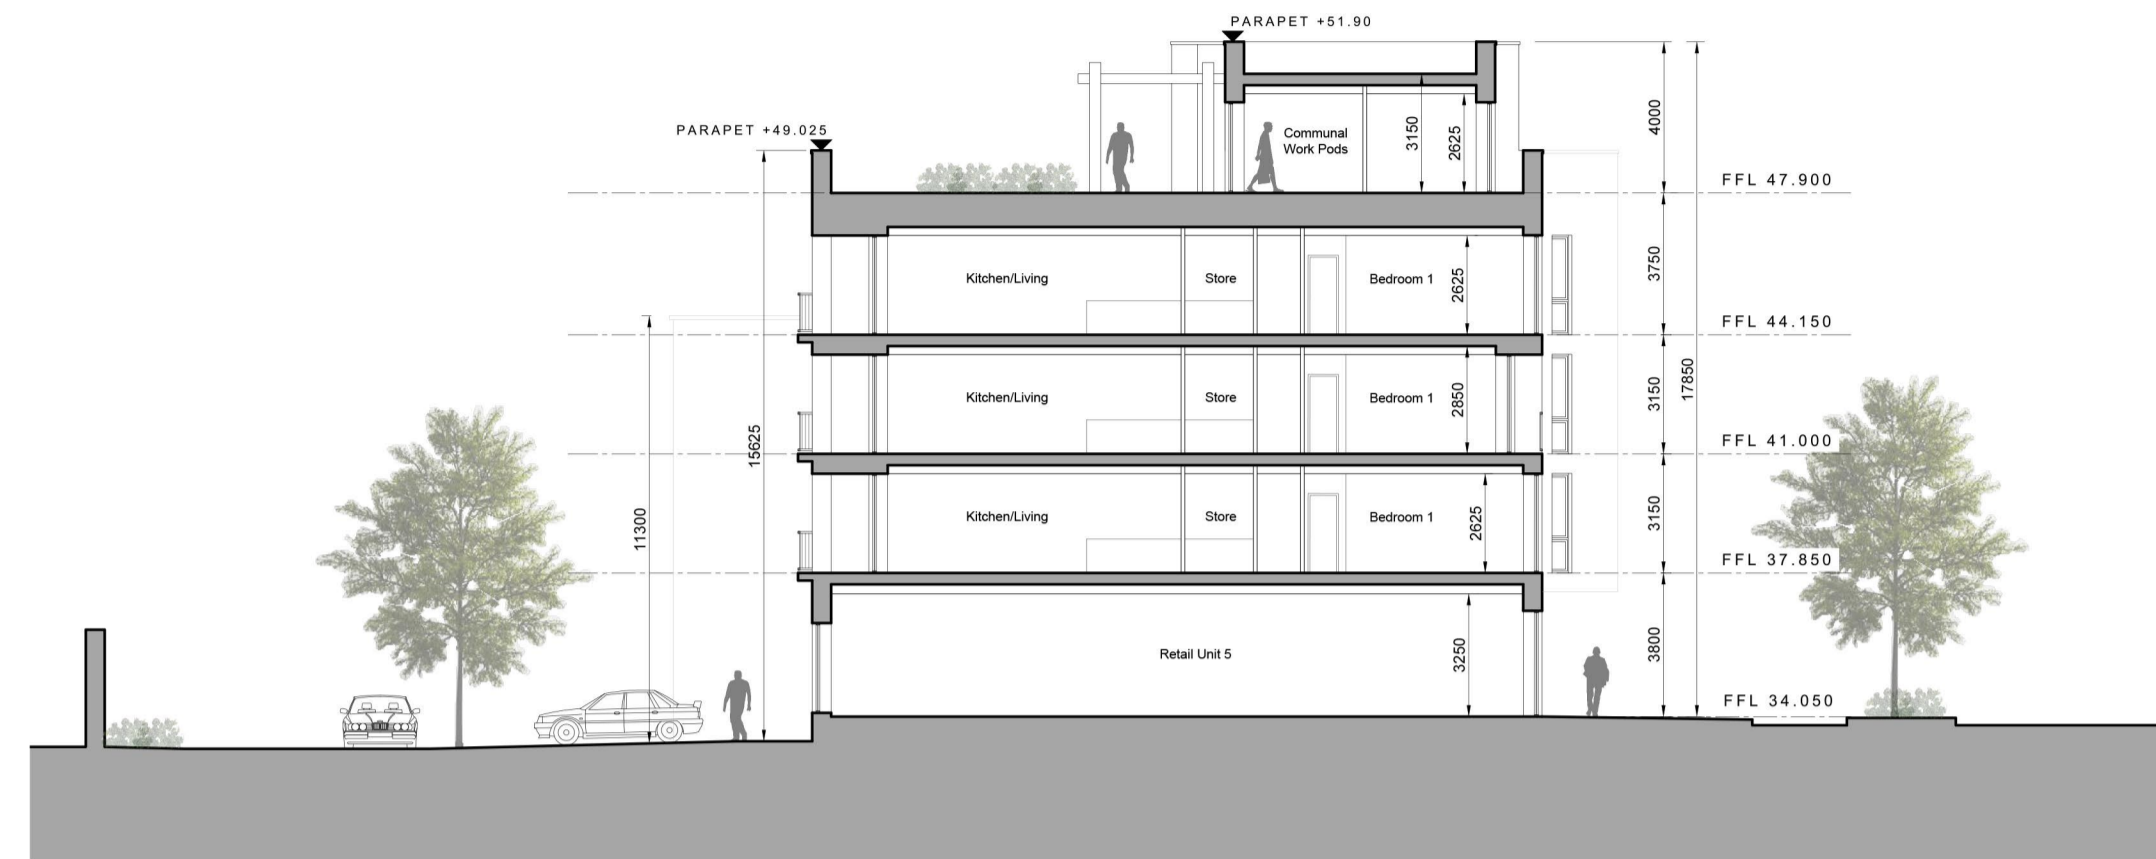 PARAPET +51.90
PARAPET +49.025
Communal
Work Pods
3150
2625
4000
FFL 47.900
Kitchen/Living
Store
Bedroom 1
2625
3750
FFL 44.150
Kitchen/Living
Store
Bedroom 1
2850
3150
17850
15625
FFL 41.000
11300
Kitchen/Living
Store
Bedroom 1
2625
3150
FFL 37.850
Retail Unit 5
3250
3800
FFL 34.050